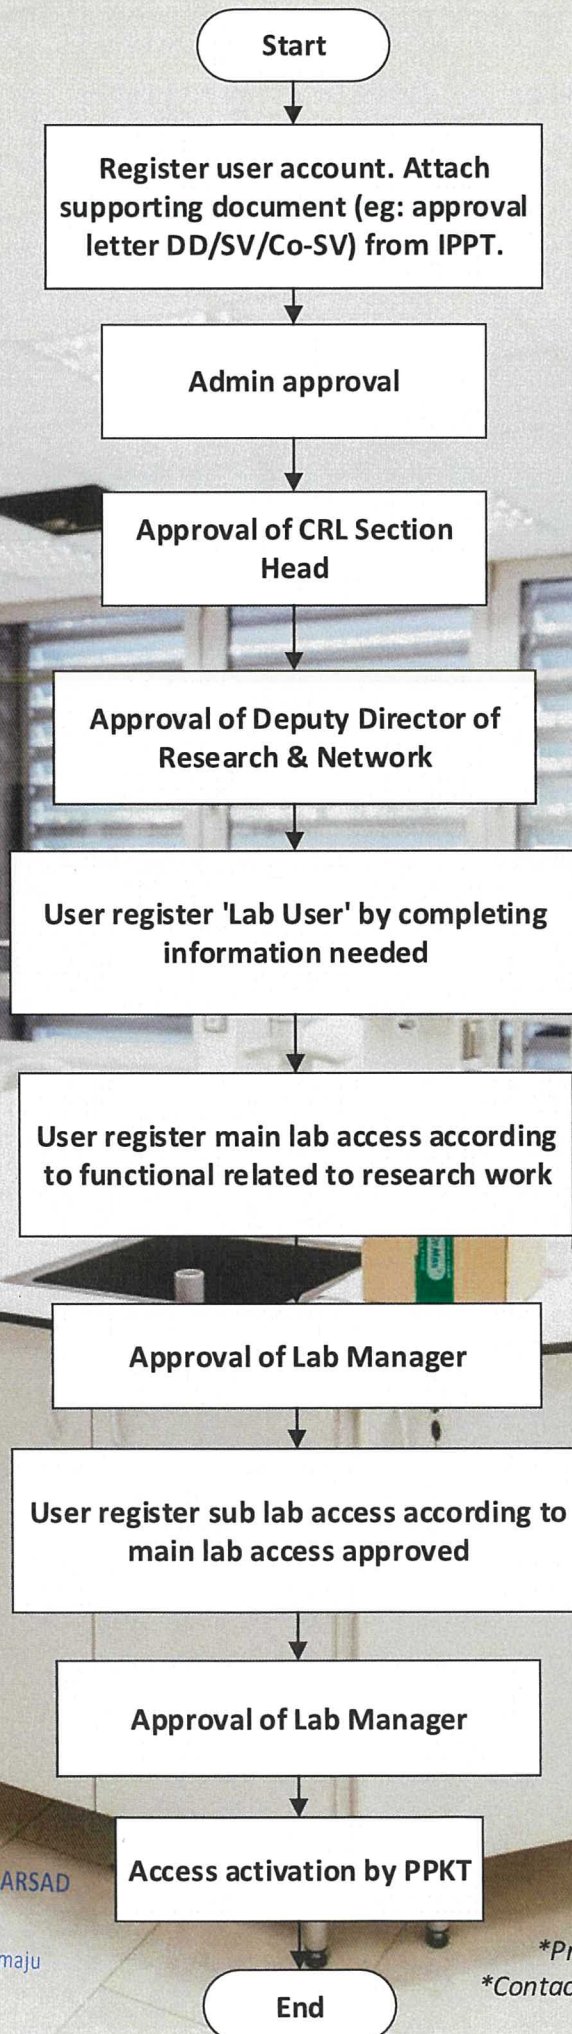 Start
Register user account. Attach
supporting document (eg: approval
letter DD/SV/Co-SV) from IPPT.
Admin approval
Approval of CRL Section
Head
Approval of Deputy Director of
Research & Network
User register 'Lab User' by completing
information needed
User register main lab access according
to functional related to research work
Approval of Lab Manager
User register sub lab access according to
main lab access approved
Approval of Lab Manager
Access activation by PPKT
ARSAD
maju
*Pr
*Contac
End